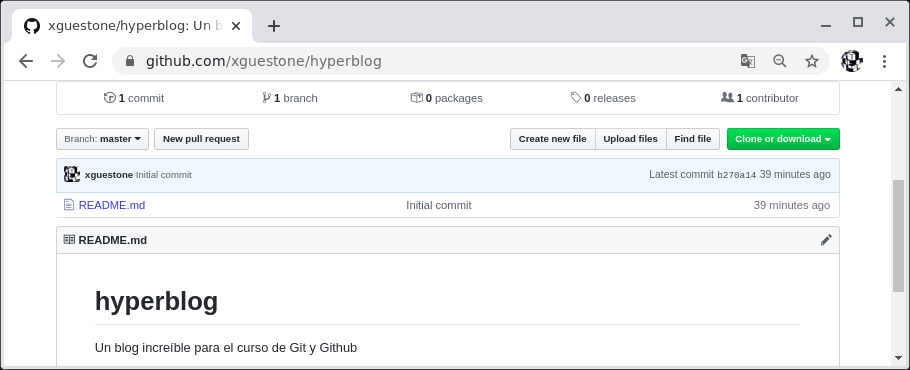 xguestone/hyperblog: Un b
github.com/xguestone/hyperblog
1 commit 1 branch 0 packages 0 releases 1 contributor
Branch: master New pull request Create new file Upload files Find file Clone or download
xguestone Initial commit Latest commit b270a14 39 minutes ago
README.md Initial commit 39 minutes ago
README.md
hyperblog
Un blog increíble para el curso de Git y Github